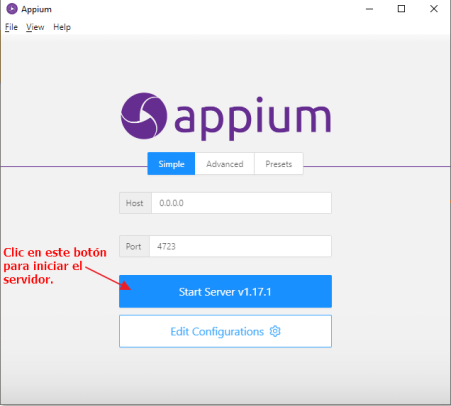 Appium
File View Help
appium
Simple Advanced Presets
Host 0.0.0.0
Port 4723
Clic en este botón
para iniciar el
servidor.
Start Server v1.17.1
Edit Configurations